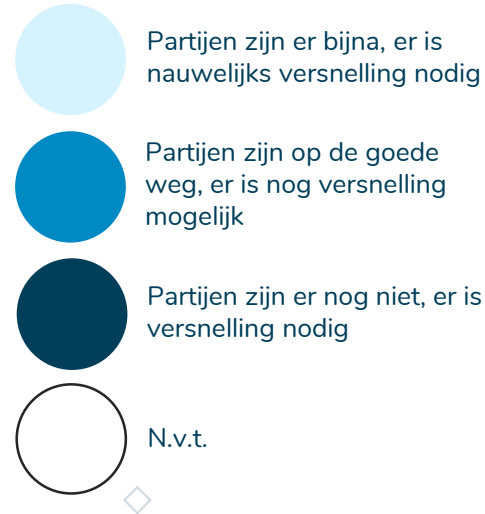 Partijen zijn er bijna, er is
nauwelijks versnelling nodig
Partijen zijn op de goede
weg, er is nog versnelling
mogelijk
Partijen zijn er nog niet, er is
versnelling nodig
N.v.t.